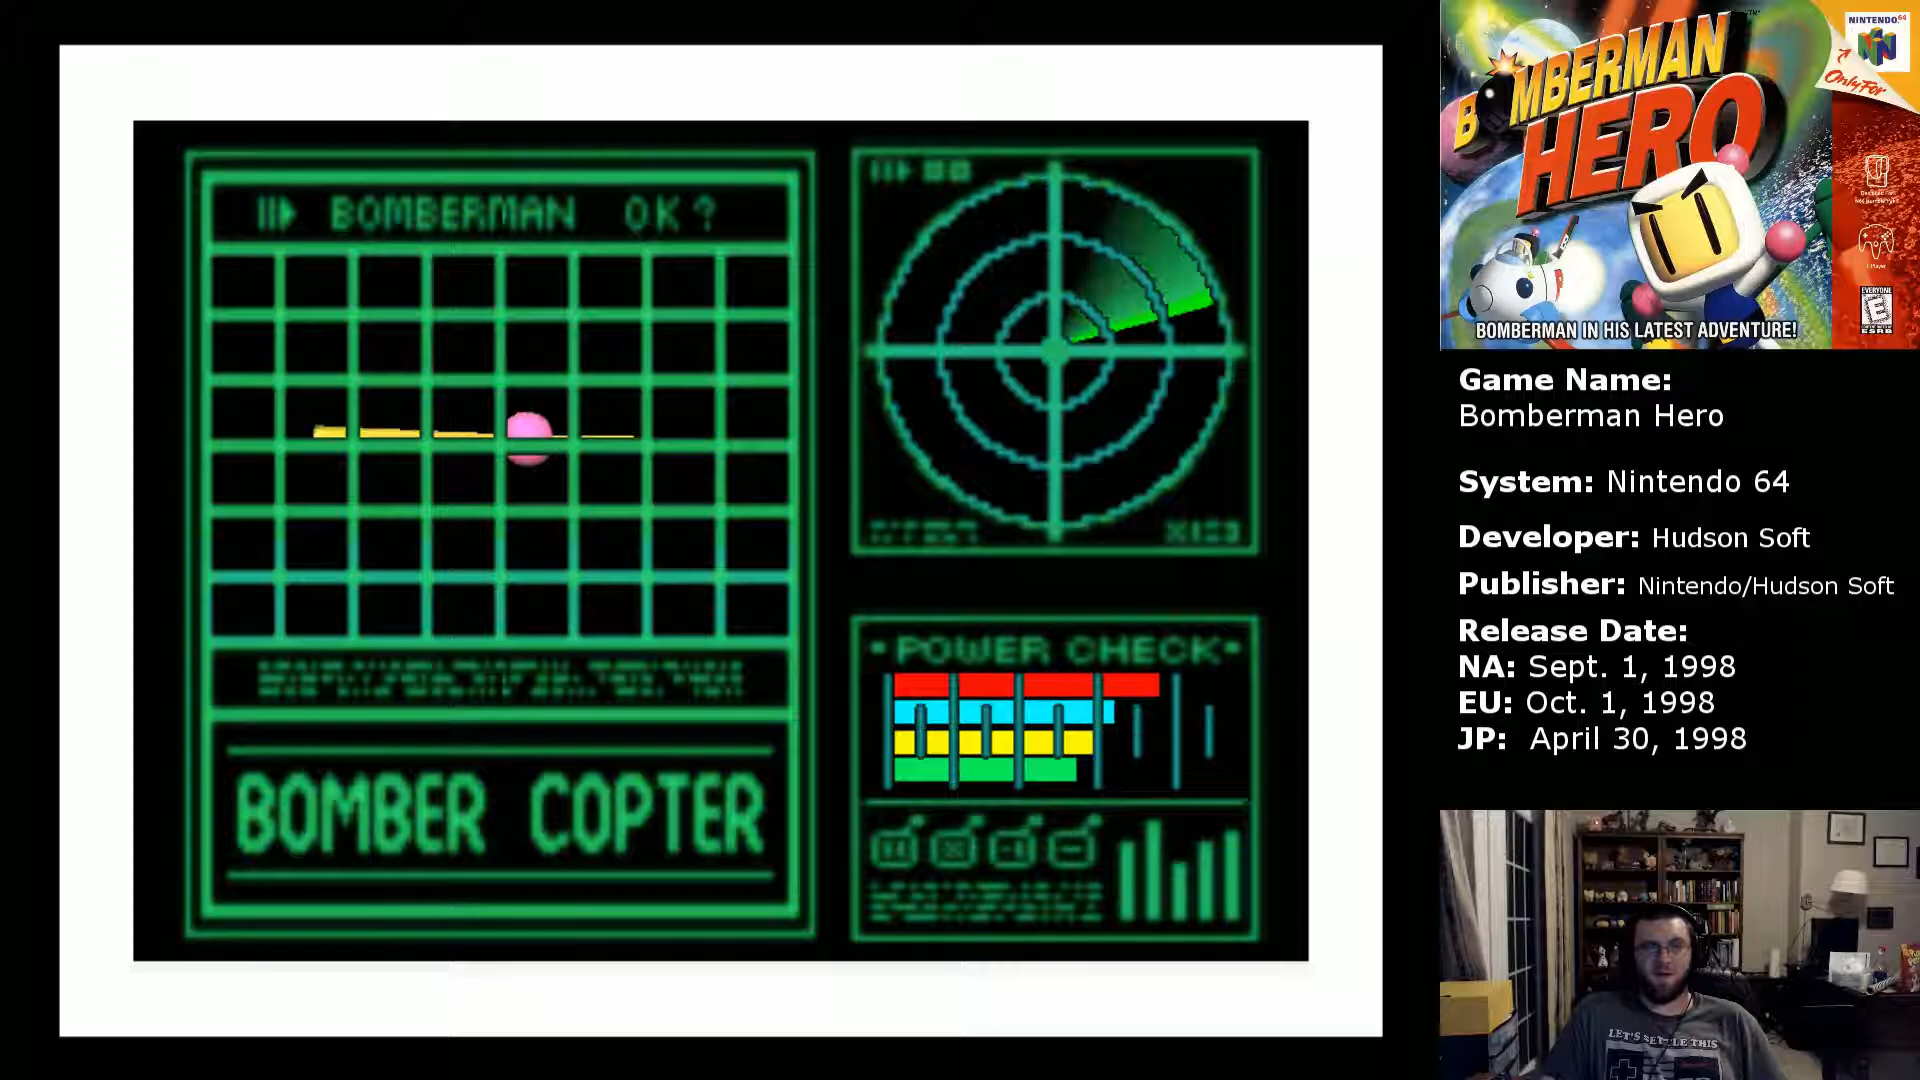 BOMBERMAN OK?
BOMBER COPTER
POWER CHECK
BOMBERMAN
HERO
NINTENDO 64
Only For
BOMBERMAN IN HIS LATEST ADVENTURE!
EVERYONE
E
ESRB
Game Name:
Bomberman Hero
System: Nintendo 64
Developer: Hudson Soft
Publisher: Nintendo/Hudson Soft
Release Date:
NA: Sept. 1, 1998
EU: Oct. 1, 1998
JP: April 30, 1998
LET'S SETTLE THIS